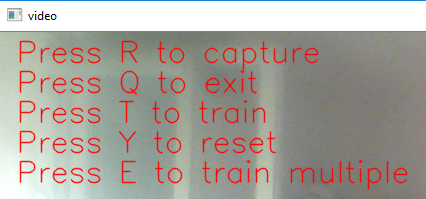 video
Press R to capture
Press Q to exit
Press T to train
Press Y to reset
Press E to train multiple